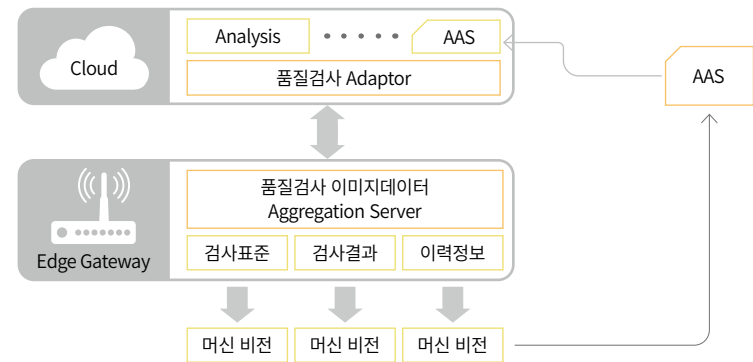 Cloud
Analysis
AAS
품질검사 Adaptor
AAS
Edge Gateway
품질검사 이미지데이터
Aggregation Server
검사표준
검사결과
이력정보
머신 비전
머신 비전
머신 비전